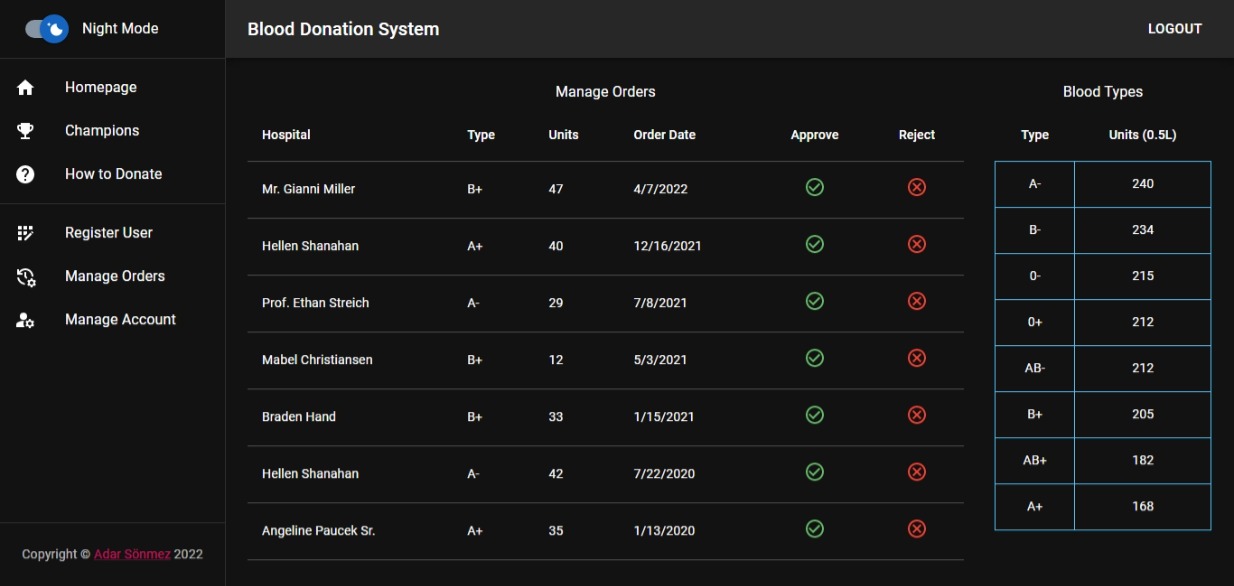 Night Mode
Blood Donation System
LOGOUT
Homepage
Champions
How to Donate
Register User
Manage Orders
Manage Account
Copyright © Adar Sönmez 2022
Manage Orders
Hospital Type Units Order Date Approve Reject
Mr. Gianni Miller B+ 47 4/7/2022
Hellen Shanahan A+ 40 12/16/2021
Prof. Ethan Streich A- 29 7/8/2021
Mabel Christiansen B+ 12 5/3/2021
Braden Hand B+ 33 1/15/2021
Hellen Shanahan A- 42 7/22/2020
Angeline Paucek Sr. A+ 35 1/13/2020
Blood Types
Type Units (0.5L)
A- 240
B- 234
0- 215
0+ 212
AB- 212
B+ 205
AB+ 182
A+ 168